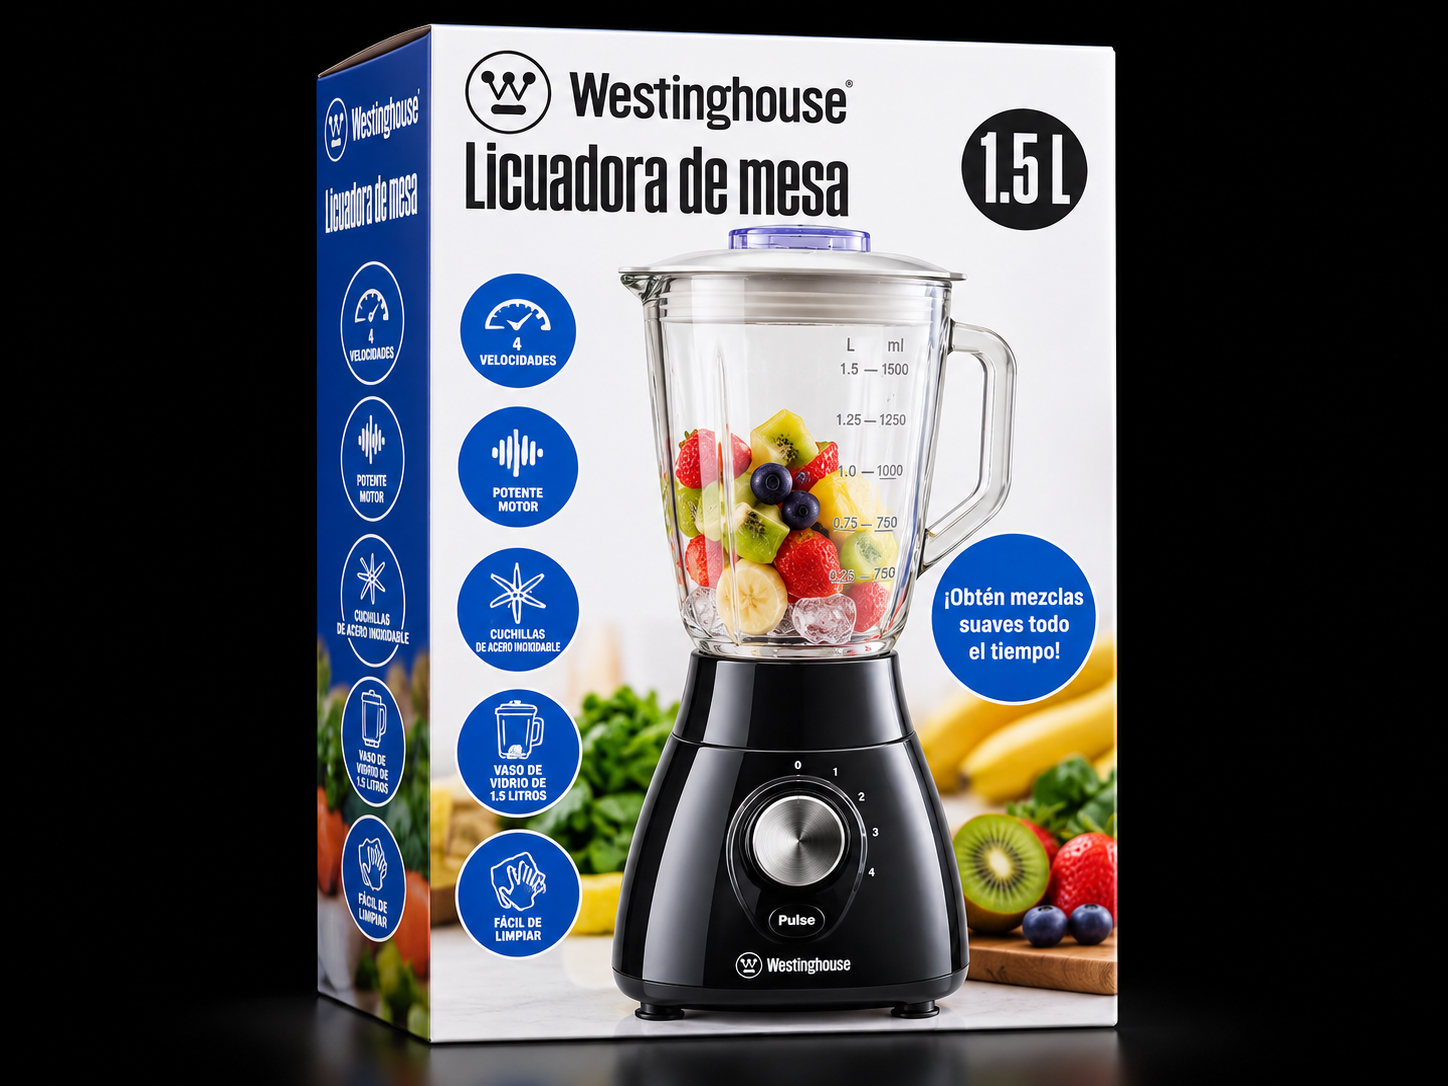 Westinghouse®
Licuadora de mesa
4
VELOCIDADES
POTENTE
MOTOR
CUCHILLAS
DE ACERO INOXIDABLE
VASO DE
VIDRIO DE
1.5 LITROS
FÁCIL DE
LIMPIAR
Westinghouse®
Licuadora de mesa
1.5 L
4
VELOCIDADES
POTENTE
MOTOR
CUCHILLAS
DE ACERO INOXIDABLE
VASO DE
VIDRIO DE
1.5 LITROS
FÁCIL DE
LIMPIAR
L ml
1.5 — 1500
1.25 — 1250
1.0 — 1000
0.75 — 750
0.25 — 750
¡Obtén mezclas
suaves todo
el tiempo!
0
1
2
3
4
Pulse
Westinghouse